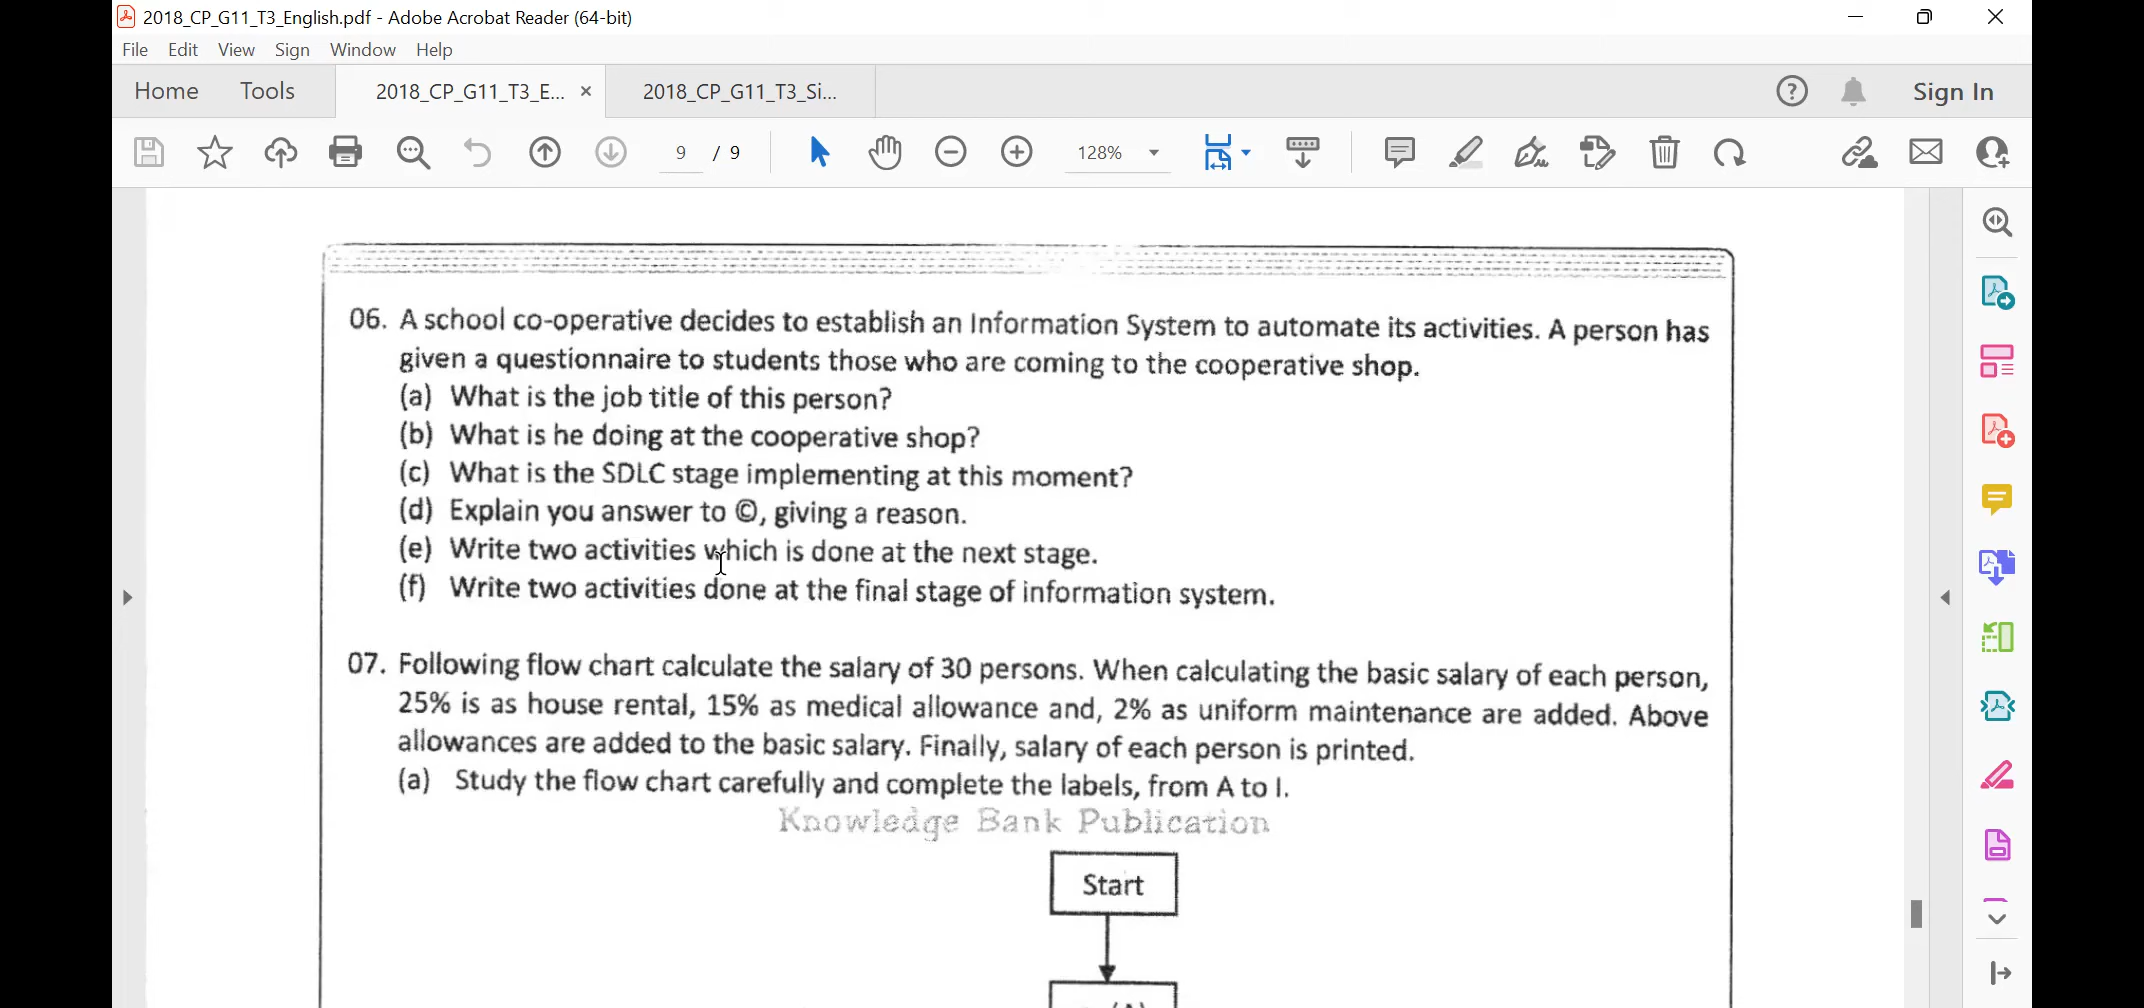 2018_CP_G11_T3_English.pdf - Adobe Acrobat Reader (64-bit)
File Edit View Sign Window Help
Home Tools 2018_CP_G11_T3_E... 2018_CP_G11_T3_Si... Sign In
9 / 9 128%
06. A school co-operative decides to establish an Information System to automate its activities. A person has
given a questionnaire to students those who are coming to the cooperative shop.
(a) What is the job title of this person?
(b) What is he doing at the cooperative shop?
(c) What is the SDLC stage implementing at this moment?
(d) Explain you answer to ©, giving a reason.
(e) Write two activities which is done at the next stage.
(f) Write two activities done at the final stage of information system.
07. Following flow chart calculate the salary of 30 persons. When calculating the basic salary of each person,
25% is as house rental, 15% as medical allowance and, 2% as uniform maintenance are added. Above
allowances are added to the basic salary. Finally, salary of each person is printed.
(a) Study the flow chart carefully and complete the labels, from A to I.
Knowledge Bank Publication
Start